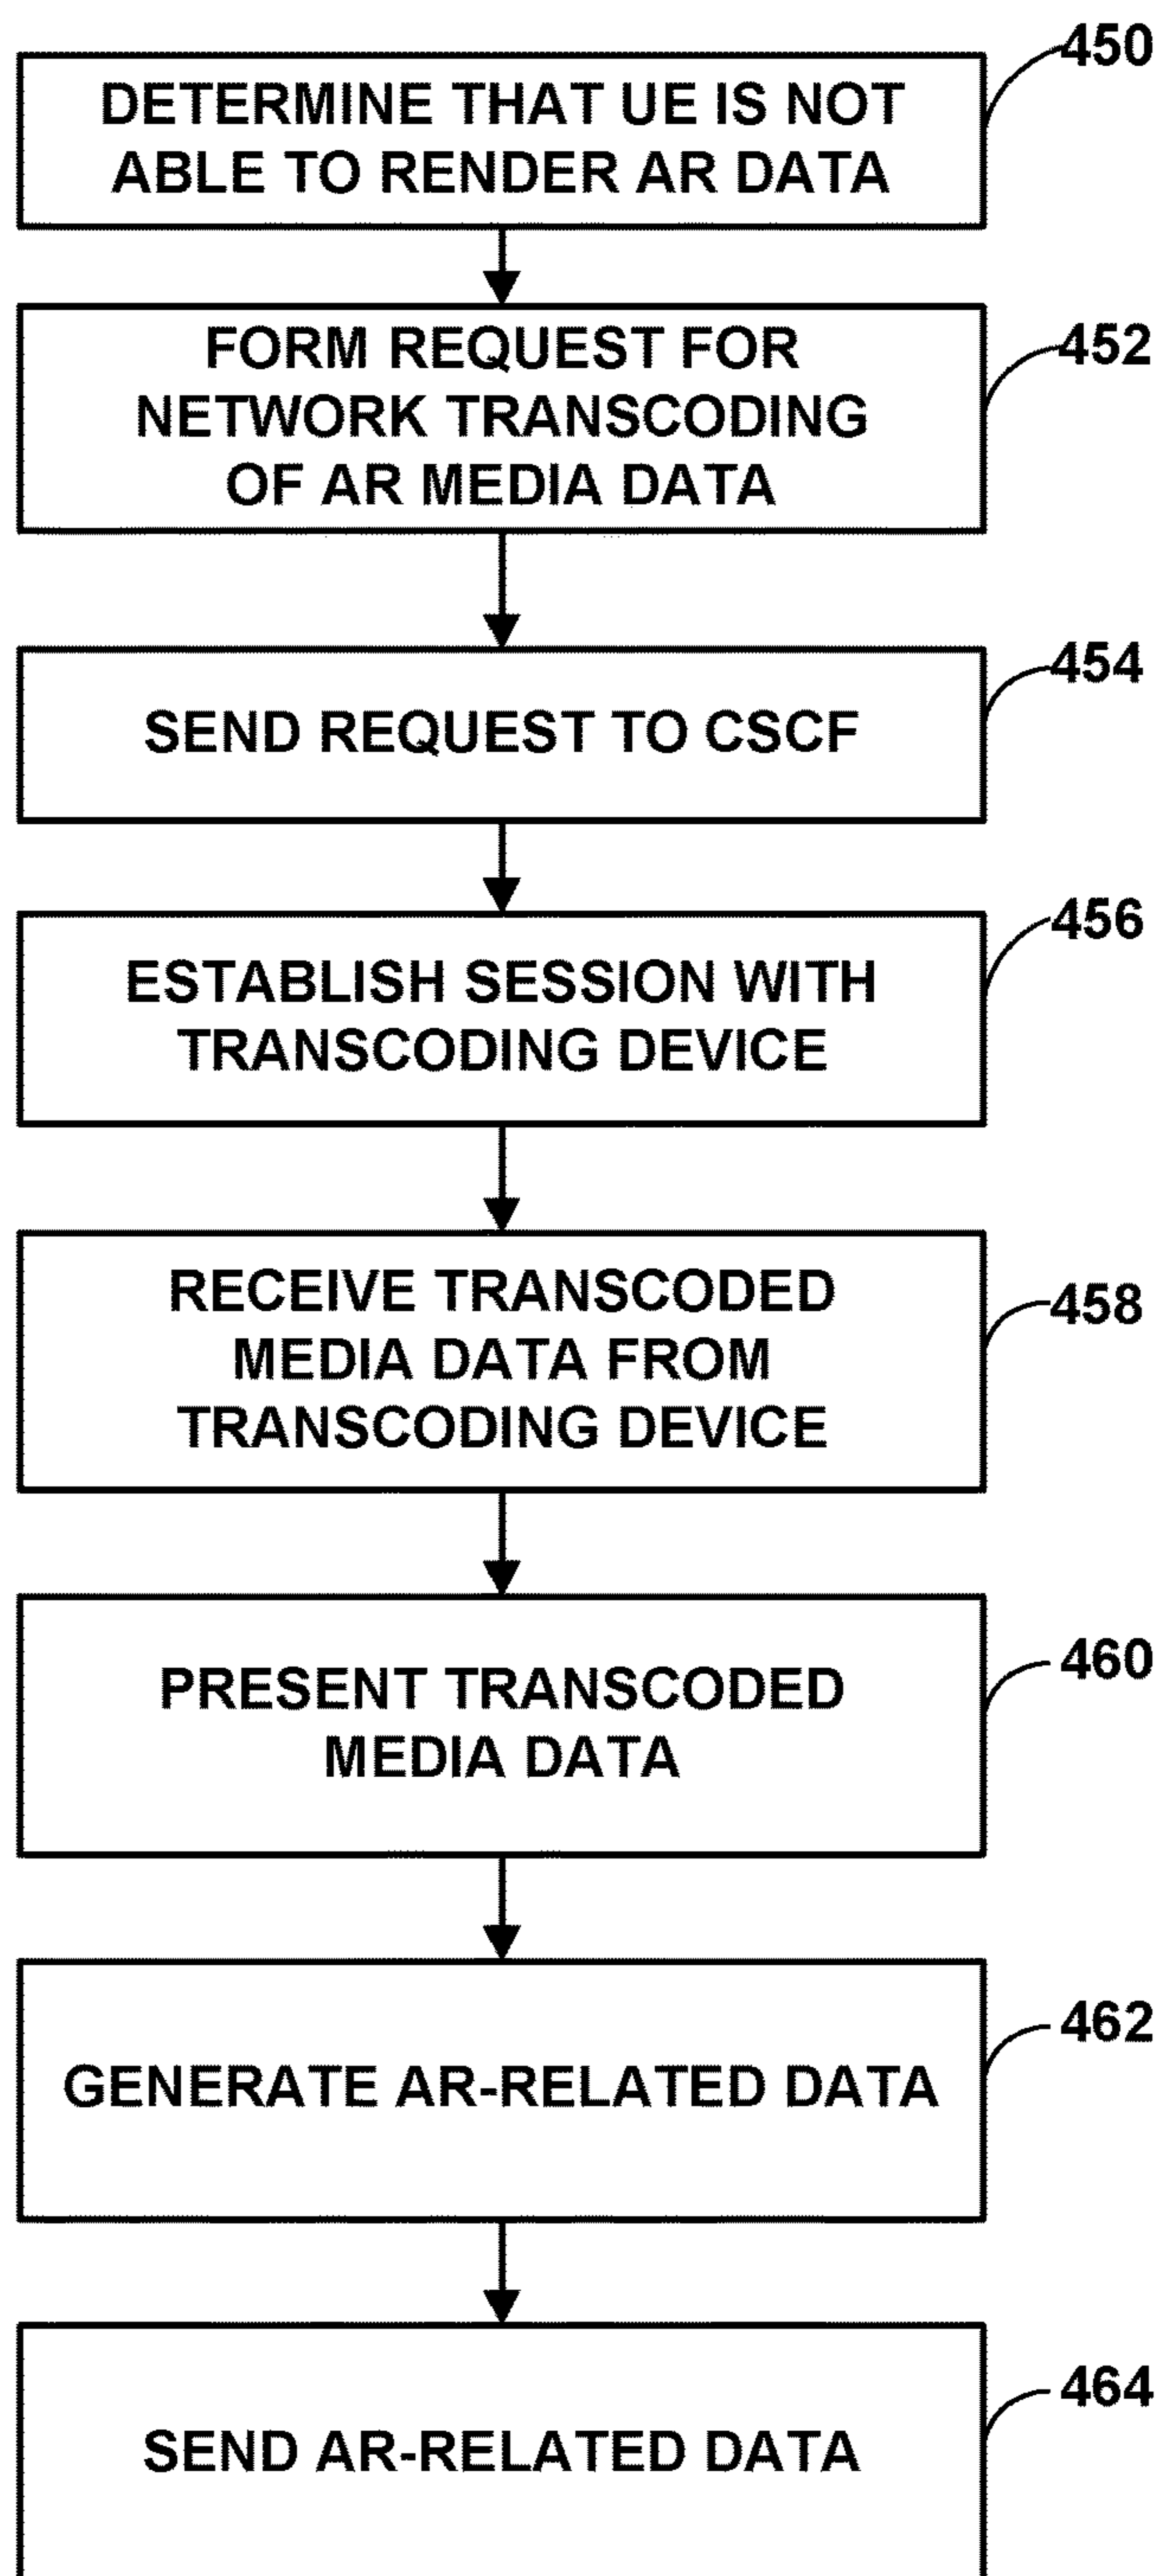 450
DETERMINE THAT UE IS NOT
ABLE TO RENDER AR DATA
452
FORM REQUEST FOR
NETWORK TRANSCODING
OF AR MEDIA DATA
454
SEND REQUEST TO CSCF
456
ESTABLISH SESSION WITH
TRANSCODING DEVICE
458
RECEIVE TRANSCODED
MEDIA DATA FROM
TRANSCODING DEVICE
460
PRESENT TRANSCODED
MEDIA DATA
462
GENERATE AR-RELATED DATA
464
SEND AR-RELATED DATA